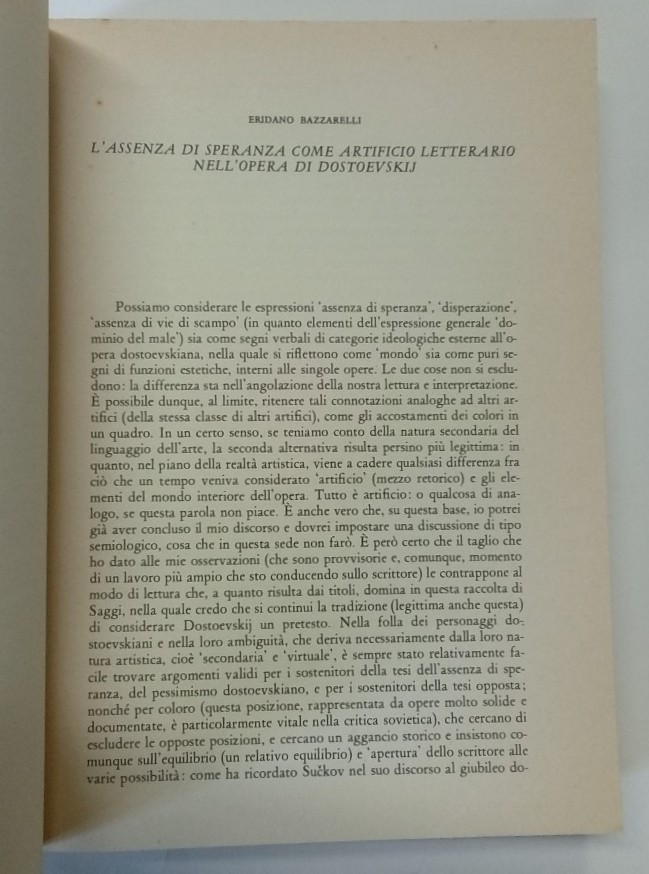 ERIDANO BAZZARELLI
L'ASSENZA DI SPERANZA COME ARTIFICIO LETTERARIO
NELL'OPERA DI DOSTOEVSKIJ
Possiamo considerare le espressioni 'assenza di speranza', 'disperazione',
'assenza di vie di scampo' (in quanto elementi dell'espressione generale 'do-
minio del male') sia come segni verbali di categorie ideologiche esterne all'o-
pera dostoevskiana, nella quale si riflettono come 'mondo' sia come puri se-
gni di funzioni estetiche, interni alle singole opere. Le due cose non si esclu-
dono: la differenza sta nell'angolazione della nostra lettura e interpretazione.
È possibile dunque, al limite, ritenere tali connotazioni analoghe ad altri ar-
tifici (della stessa classe di altri artifici), come gli accostamenti dei colori in
un quadro. In un certo senso, se teniamo conto della natura secondaria del
linguaggio dell'arte, la seconda alternativa risulta persino più legittima: in
quanto, nel piano della realtà artistica, viene a cadere qualsiasi differenza fra
ciò che un tempo veniva considerato 'artificio' (mezzo retorico) e gli ele-
menti del mondo interiore dell'opera. Tutto è artificio: o qualcosa di ana-
logo, se questa parola non piace. È anche vero che, su questa base, io potrei
già aver concluso il mio discorso e dovrei impostare una discussione di tipo
semiologico, cosa che in questa sede non farò. È però certo che il taglio che
ho dato alle mie osservazioni (che sono provvisorie e, comunque, momento
di un lavoro più ampio che sto conducendo sullo scrittore) le contrappone al
modo di lettura che, a quanto risulta dai titoli, domina in questa raccolta di
Saggi, nella quale credo che si continui la tradizione (legittima anche questa)
di considerare Dostoevskij un pretesto. Nella folla dei personaggi do-
stoevskiani e nella loro ambiguità, che deriva necessariamente dalla loro na-
tura artistica, cioè 'secondaria' e 'virtuale', è sempre stato relativamente fa-
cile trovare argomenti validi per i sostenitori della tesi dell'assenza di spe-
ranza, del pessimismo dostoevskiano, e per i sostenitori della tesi opposta;
nonché per coloro (questa posizione, rappresentata da opere molto solide e
documentate, è particolarmente vitale nella critica sovietica), che cercano di
escludere le opposte posizioni, e cercano un aggancio storico e insistono co-
munque sull'equilibrio (un relativo equilibrio) e 'apertura' dello scrittore alle
varie possibilità: come ha ricordato Sučkov nel suo discorso al giubileo do-